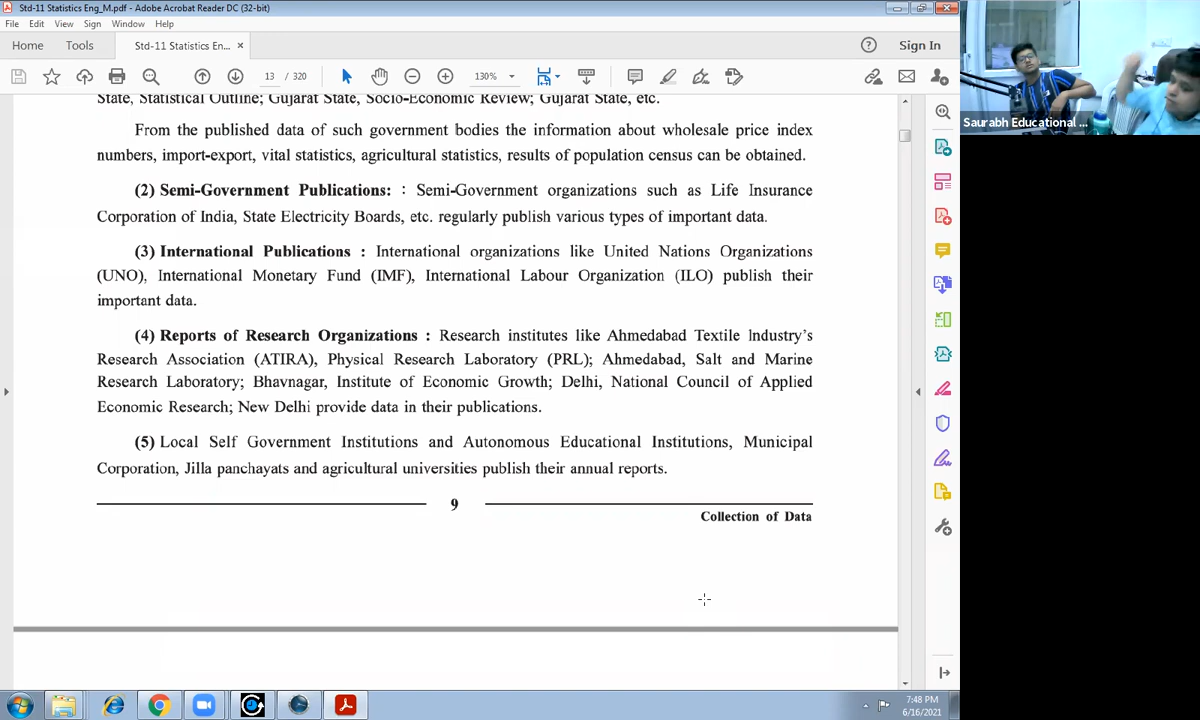 Std-11 Statistics Eng_M.pdf - Adobe Acrobat Reader DC (32-bit)
File Edit View Sign Window Help
Home Tools Std-11 Statistics En... × Sign In
13 / 320 130%
State, Statistical Outline; Gujarat State, Socio-Economic Review; Gujarat State, etc.
From the published data of such government bodies the information about wholesale price index
numbers, import-export, vital statistics, agricultural statistics, results of population census can be obtained.
(2) Semi-Government Publications: : Semi-Government organizations such as Life Insurance
Corporation of India, State Electricity Boards, etc. regularly publish various types of important data.
(3) International Publications : International organizations like United Nations Organizations
(UNO), International Monetary Fund (IMF), International Labour Organization (ILO) publish their
important data.
(4) Reports of Research Organizations : Research institutes like Ahmedabad Textile Industry's
Research Association (ATIRA), Physical Research Laboratory (PRL); Ahmedabad, Salt and Marine
Research Laboratory; Bhavnagar, Institute of Economic Growth; Delhi, National Council of Applied
Economic Research; New Delhi provide data in their publications.
(5) Local Self Government Institutions and Autonomous Educational Institutions, Municipal
Corporation, Jilla panchayats and agricultural universities publish their annual reports.
9
Collection of Data
Saurabh Educational ...
7:48 PM
6/16/2021